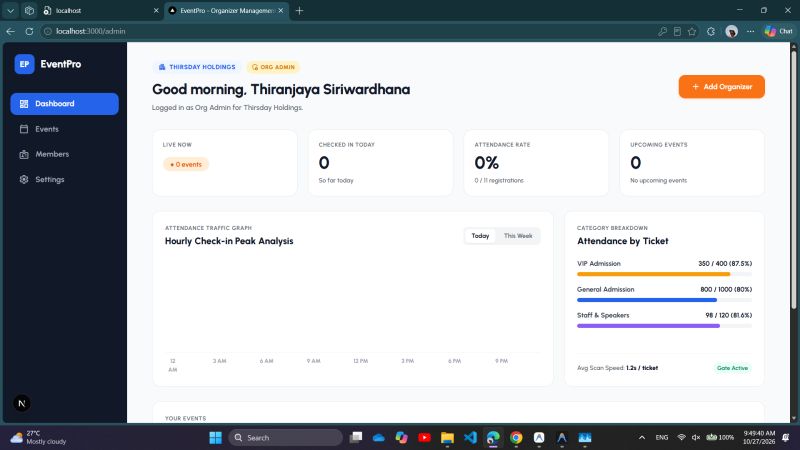 localhost
EventPro - Organizer Management
localhost:3000/admin
Chat
EP EventPro
Dashboard
Events
Members
Settings
N
THIRSDAY HOLDINGS
ORG ADMIN
Good morning, Thiranjaya Siriwardhana
Logged in as Org Admin for Thirsday Holdings.
+ Add Organizer
LIVE NOW
0 events
CHECKED IN TODAY
0
So far today
ATTENDANCE RATE
0%
0 / 11 registrations
UPCOMING EVENTS
0
No upcoming events
ATTENDANCE TRAFFIC GRAPH
Hourly Check-in Peak Analysis
Today This Week
12 AM 3 AM 6 AM 9 AM 12 PM 3 PM 6 PM 9 PM
CATEGORY BREAKDOWN
Attendance by Ticket
VIP Admission 350 / 400 (87.5%)
General Admission 800 / 1000 (80%)
Staff & Speakers 98 / 120 (81.6%)
Avg Scan Speed: 1.2s / ticket Gate Active
YOUR EVENTS
27°C
Mostly cloudy
Search
ENG
100%
9:49:40 AM
10/27/2026